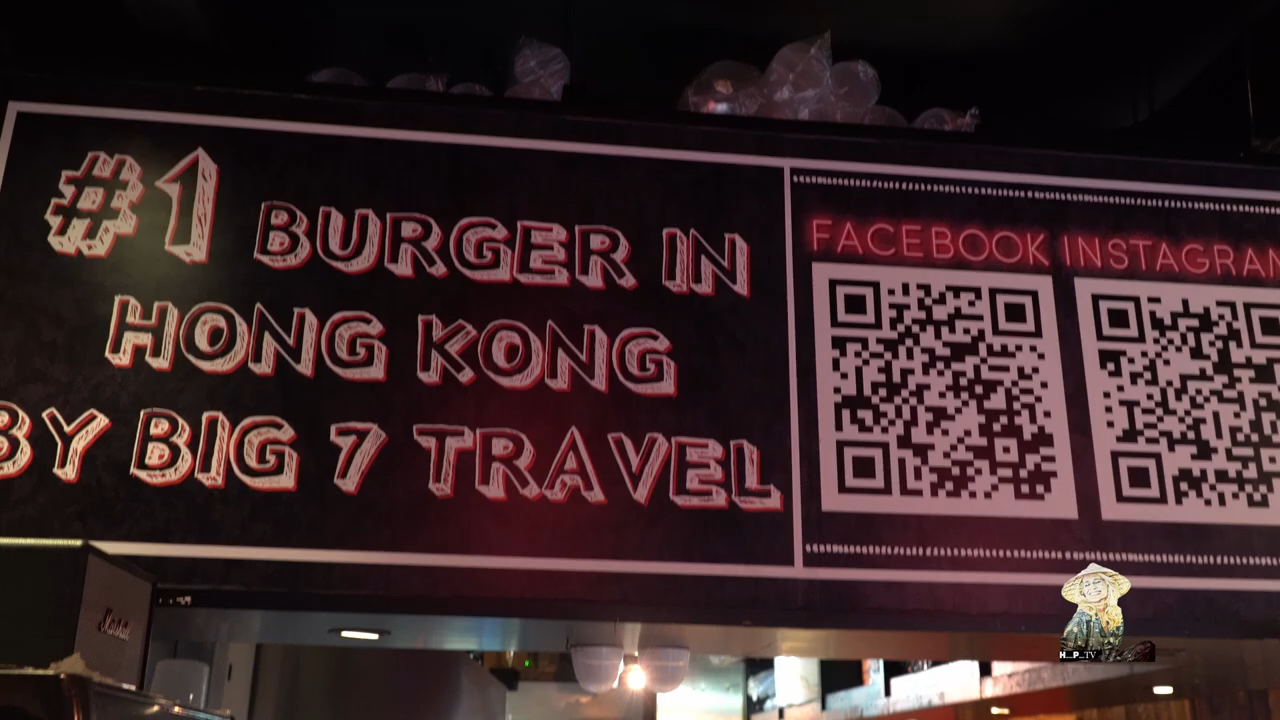 #1 BURGER IN
HONG KONG
BY BIG 7 TRAVEL
FACEBOOK INSTAGRAM
Marshall
H_P_TV